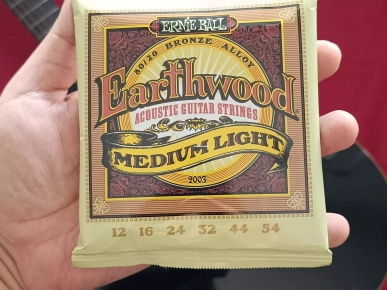 ERNIE BALL
80/20 BRONZE ALLOY
Earthwood
ACOUSTIC GUITAR STRINGS
MEDIUM LIGHT
2003
12 16 24 32 44 54